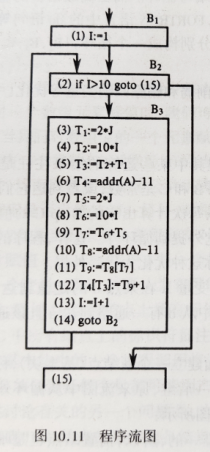 B₁
(1) I:=1
B₂
(2) if I>10 goto (15)
B₃
(3) T₁:=2*J
(4) T₂:=10*I
(5) T₃:=T₂+T₁
(6) T₄:=addr(A)-11
(7) T₅:=2*J
(8) T₆:=10*I
(9) T₇:=T₆+T₅
(10) T₈:=addr(A)-11
(11) T₉:=T₈[T₇]
(12) T₄[T₃]:=T₉+1
(13) I:=I+1
(14) goto B₂
(15)
图 10.11 程序流图